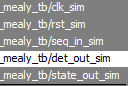 _mealy_tb/clk_sim
_mealy_tb/rst_sim
_mealy_tb/seq_in_sim
_mealy_tb/det_out_sim
_mealy_tb/state_out_sim